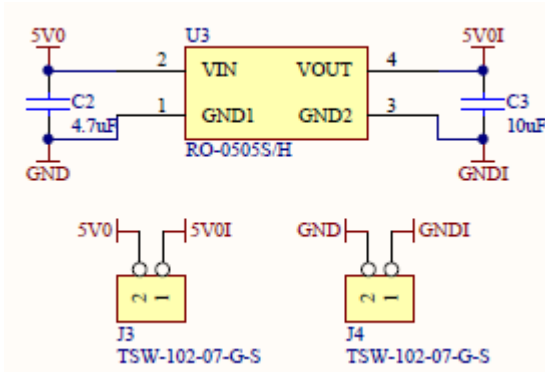 5V0 U3 5V0I
2 VIN VOUT 4
C2 1 GND1 GND2 3 C3
4.7uF 10uF
RO-0505S/H
GND GNDI
5V0 5V0I GND GNDI
2 1 2 1
J3 J4
TSW-102-07-G-S TSW-102-07-G-S